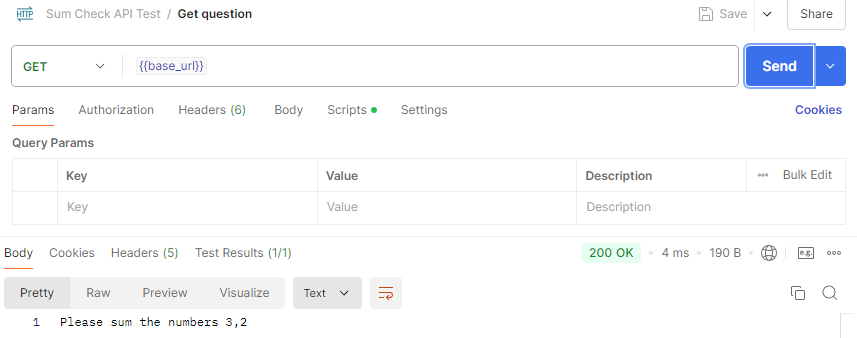 HTTP Sum Check API Test / Get question Save Share
GET {{base_url}} Send
Params Authorization Headers (6) Body Scripts Settings Cookies
Query Params
Key Value Description Bulk Edit
Key Value Description
Body Cookies Headers (5) Test Results (1/1) 200 OK 4 ms 190 B e.g.
Pretty Raw Preview Visualize Text
1 Please sum the numbers 3,2